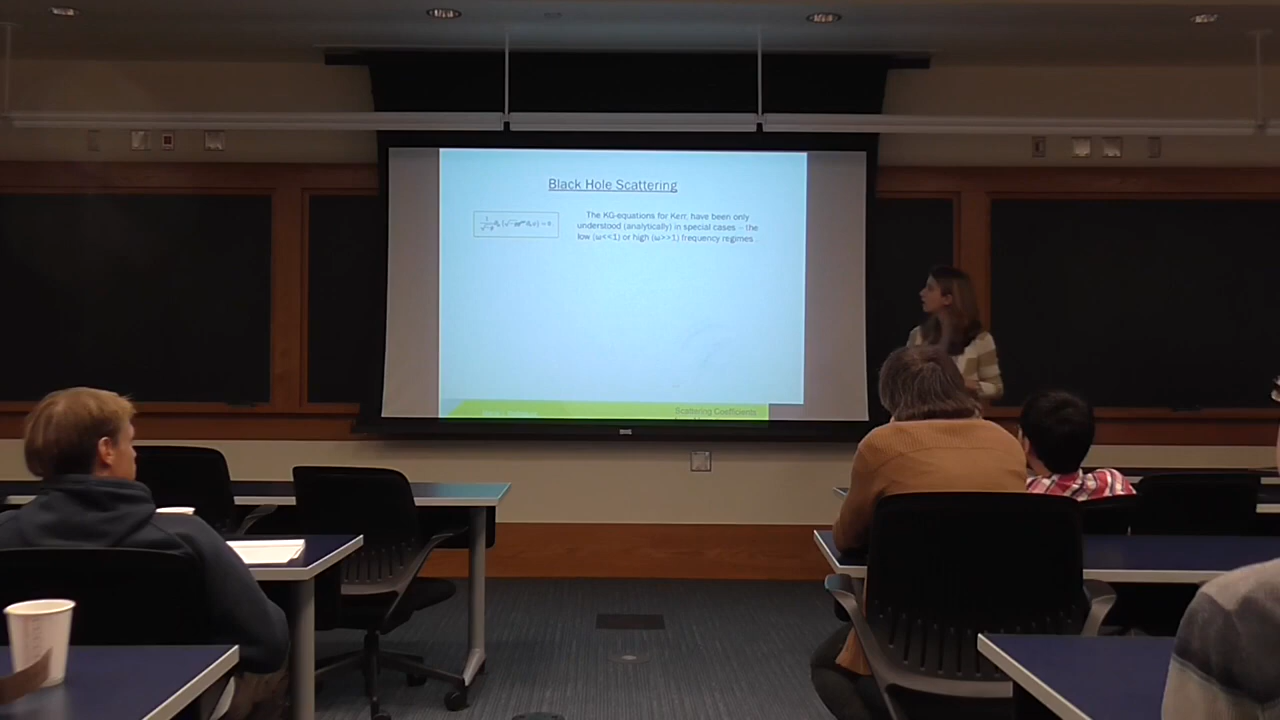 Black Hole Scattering
The KG-equations for Kerr, have been only
understood (analytically) in special cases – the
low (ω<<1) or high (ω>>1) frequency regimes .
Scattering Coefficients